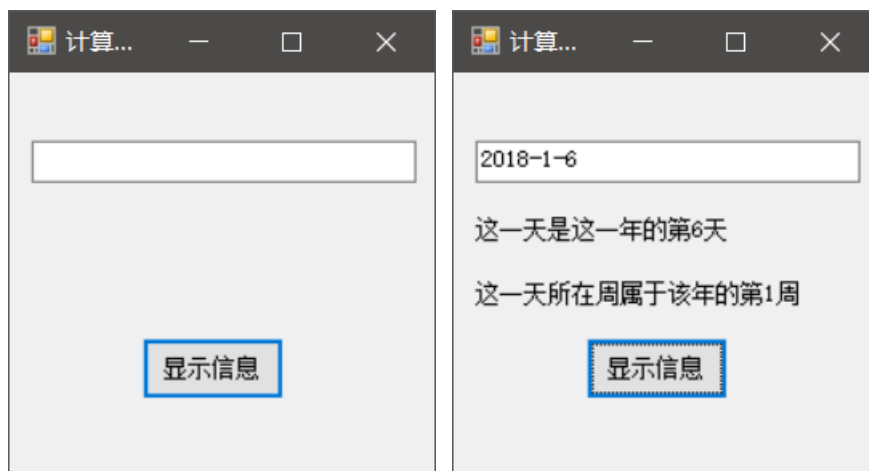 计算...
显示信息
计算...
2018-1-6
这一天是这一年的第6天
这一天所在周属于该年的第1周
显示信息